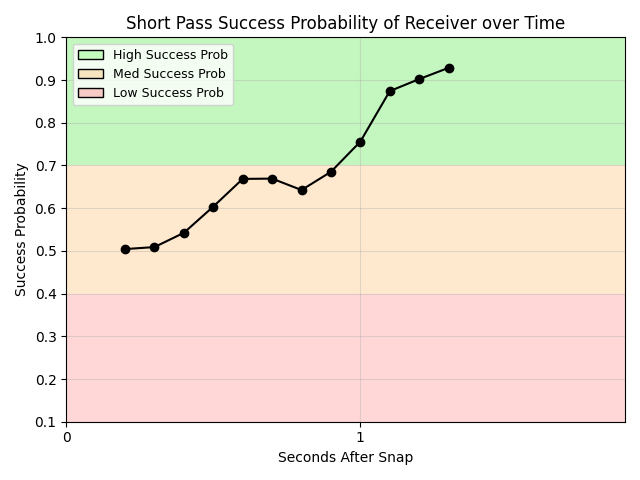 Short Pass Success Probability of Receiver over Time
High Success Prob
Med Success Prob
Low Success Prob
Success Probability
1.0
0.9
0.8
0.7
0.6
0.5
0.4
0.3
0.2
0.1
0
1
Seconds After Snap